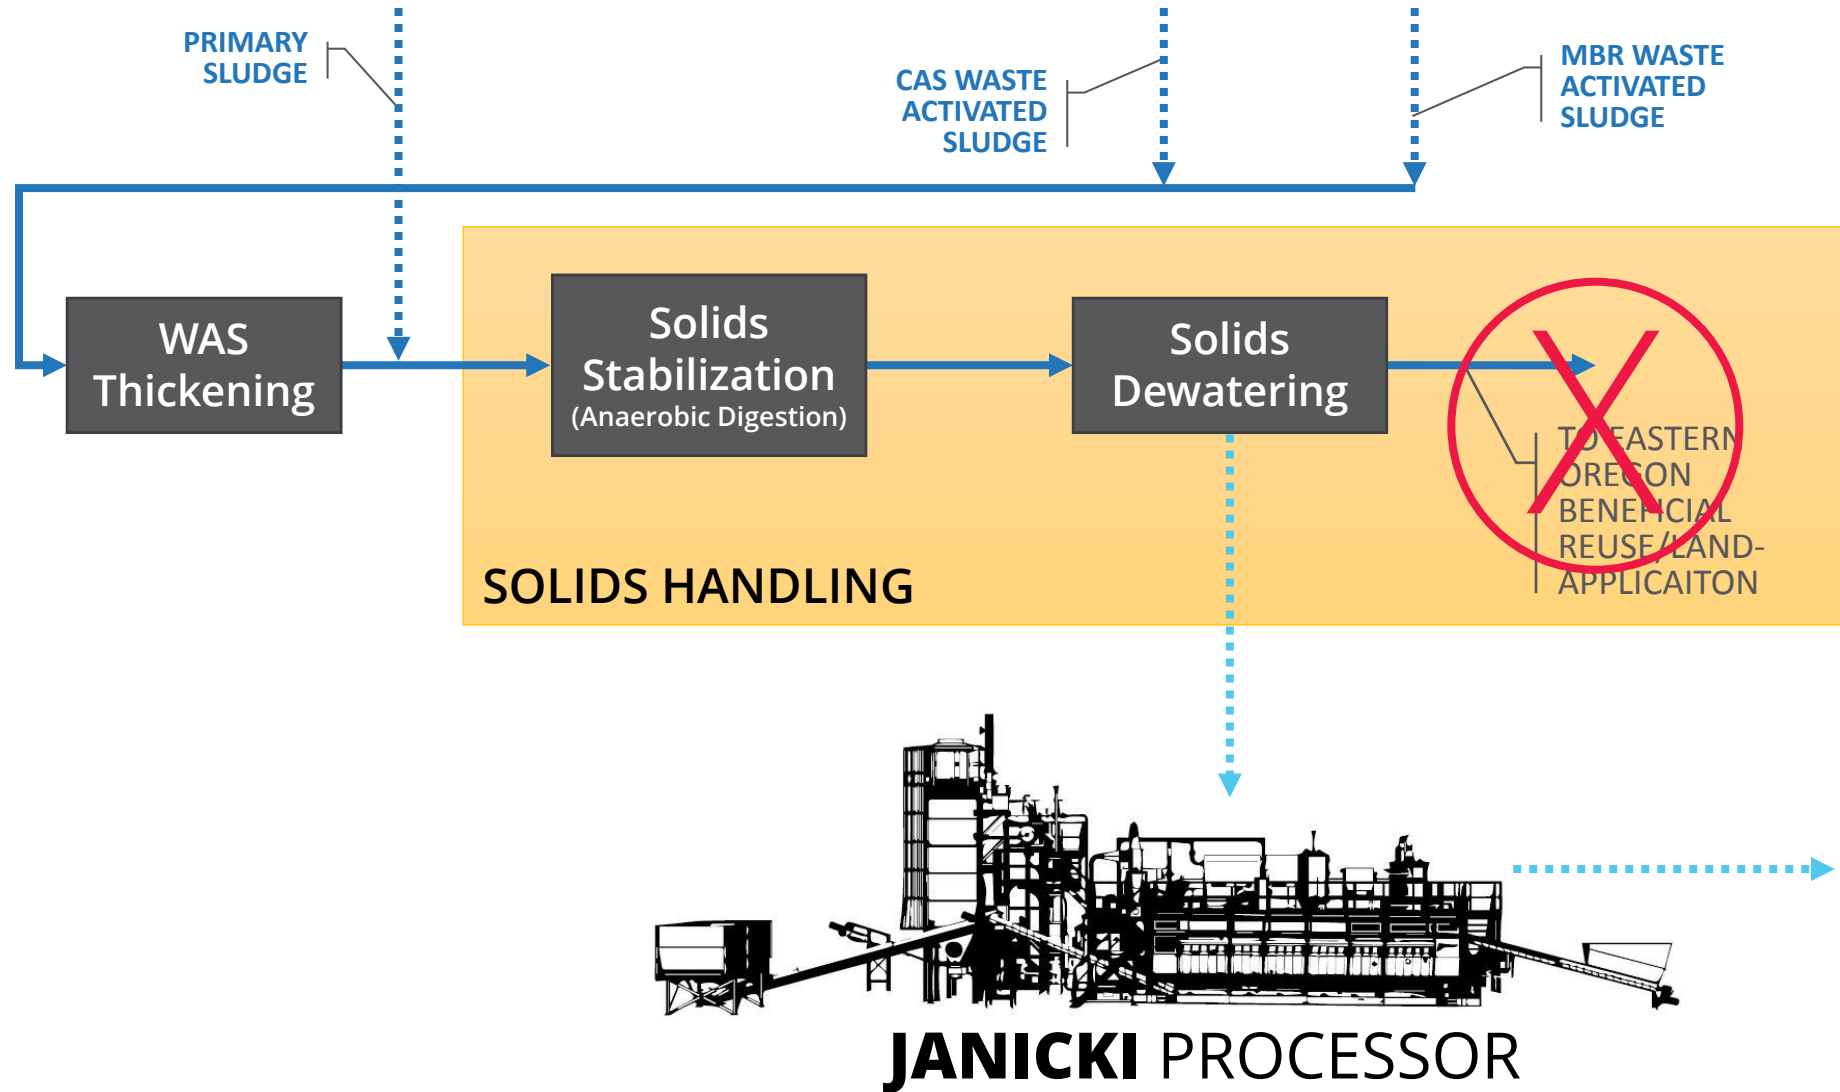 PRIMARY
SLUDGE
CAS WASTE
ACTIVATED
SLUDGE
MBR WASTE
ACTIVATED
SLUDGE
WAS
Thickening
Solids
Stabilization
(Anaerobic Digestion)
Solids
Dewatering
TO EASTERN
OREGON
BENEFICIAL
REUSE/LAND-
APPLICAITON
SOLIDS HANDLING
JANICKI PROCESSOR